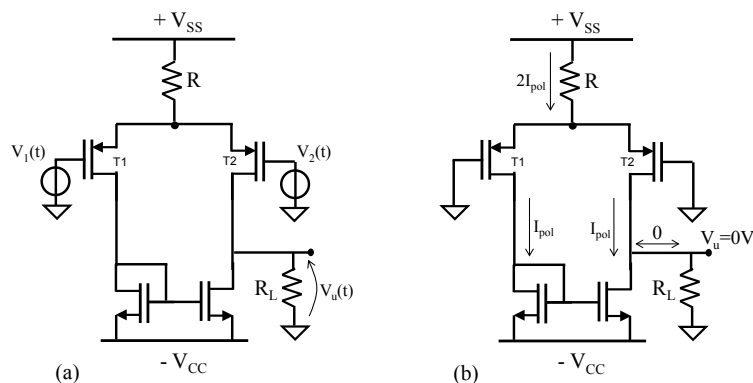 + V_SS
R
V_1(t)
T1
T2
V_2(t)
R_L
V_u(t)
(a)
- V_CC
+ V_SS
2I_pol
R
T1
T2
I_pol
I_pol
0
V_u=0V
R_L
(b)
- V_CC